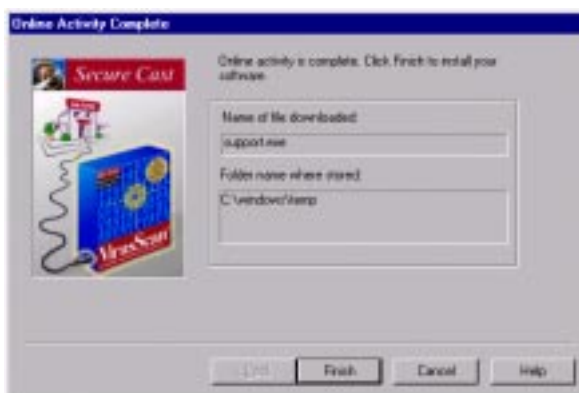 Online Activity Complete
Secure Cast
Online activity is complete. Click Finish to install your
software.
Name of file downloaded:
support.exe
Folder name where stored:
C:\windows\temp
VirusScan
Finish
Cancel
Help